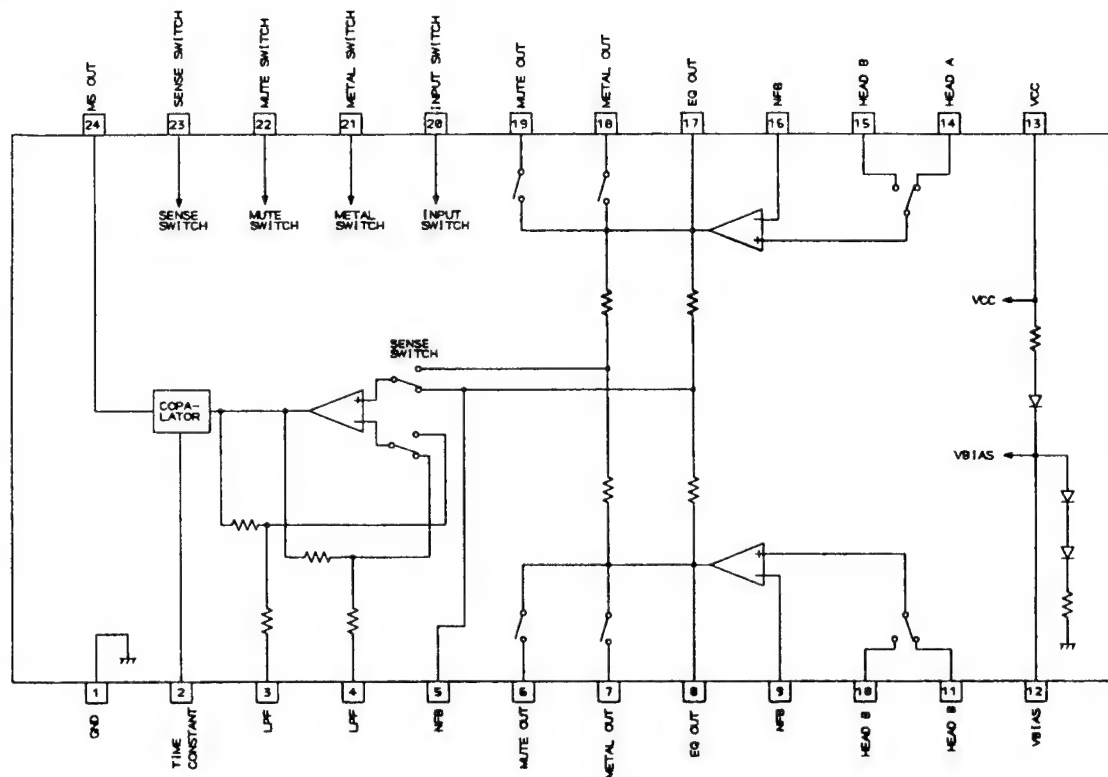 MS OUT
SENSE SWITCH
MUTE SWITCH
METAL SWITCH
INPUT SWITCH
MUTE OUT
METAL OUT
EQ OUT
NFB
HEAD B
HEAD A
VCC
24
23
22
21
20
19
18
17
16
15
14
13
SENSE
SWITCH
MUTE
SWITCH
METAL
SWITCH
INPUT
SWITCH
VCC
SENSE
SWITCH
COPA-
LATOR
VBIAS
1
2
3
4
5
6
7
8
9
10
11
12
GND
TIME
CONSTANT
LPF
LPF
NFB
MUTE OUT
METAL OUT
EQ OUT
NFB
HEAD B
HEAD B
VBIAS